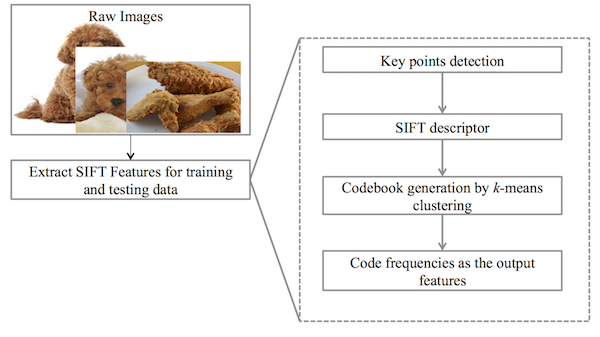 Raw Images
Extract SIFT Features for training
and testing data
Key points detection
SIFT descriptor
Codebook generation by k-means
clustering
Code frequencies as the output
features